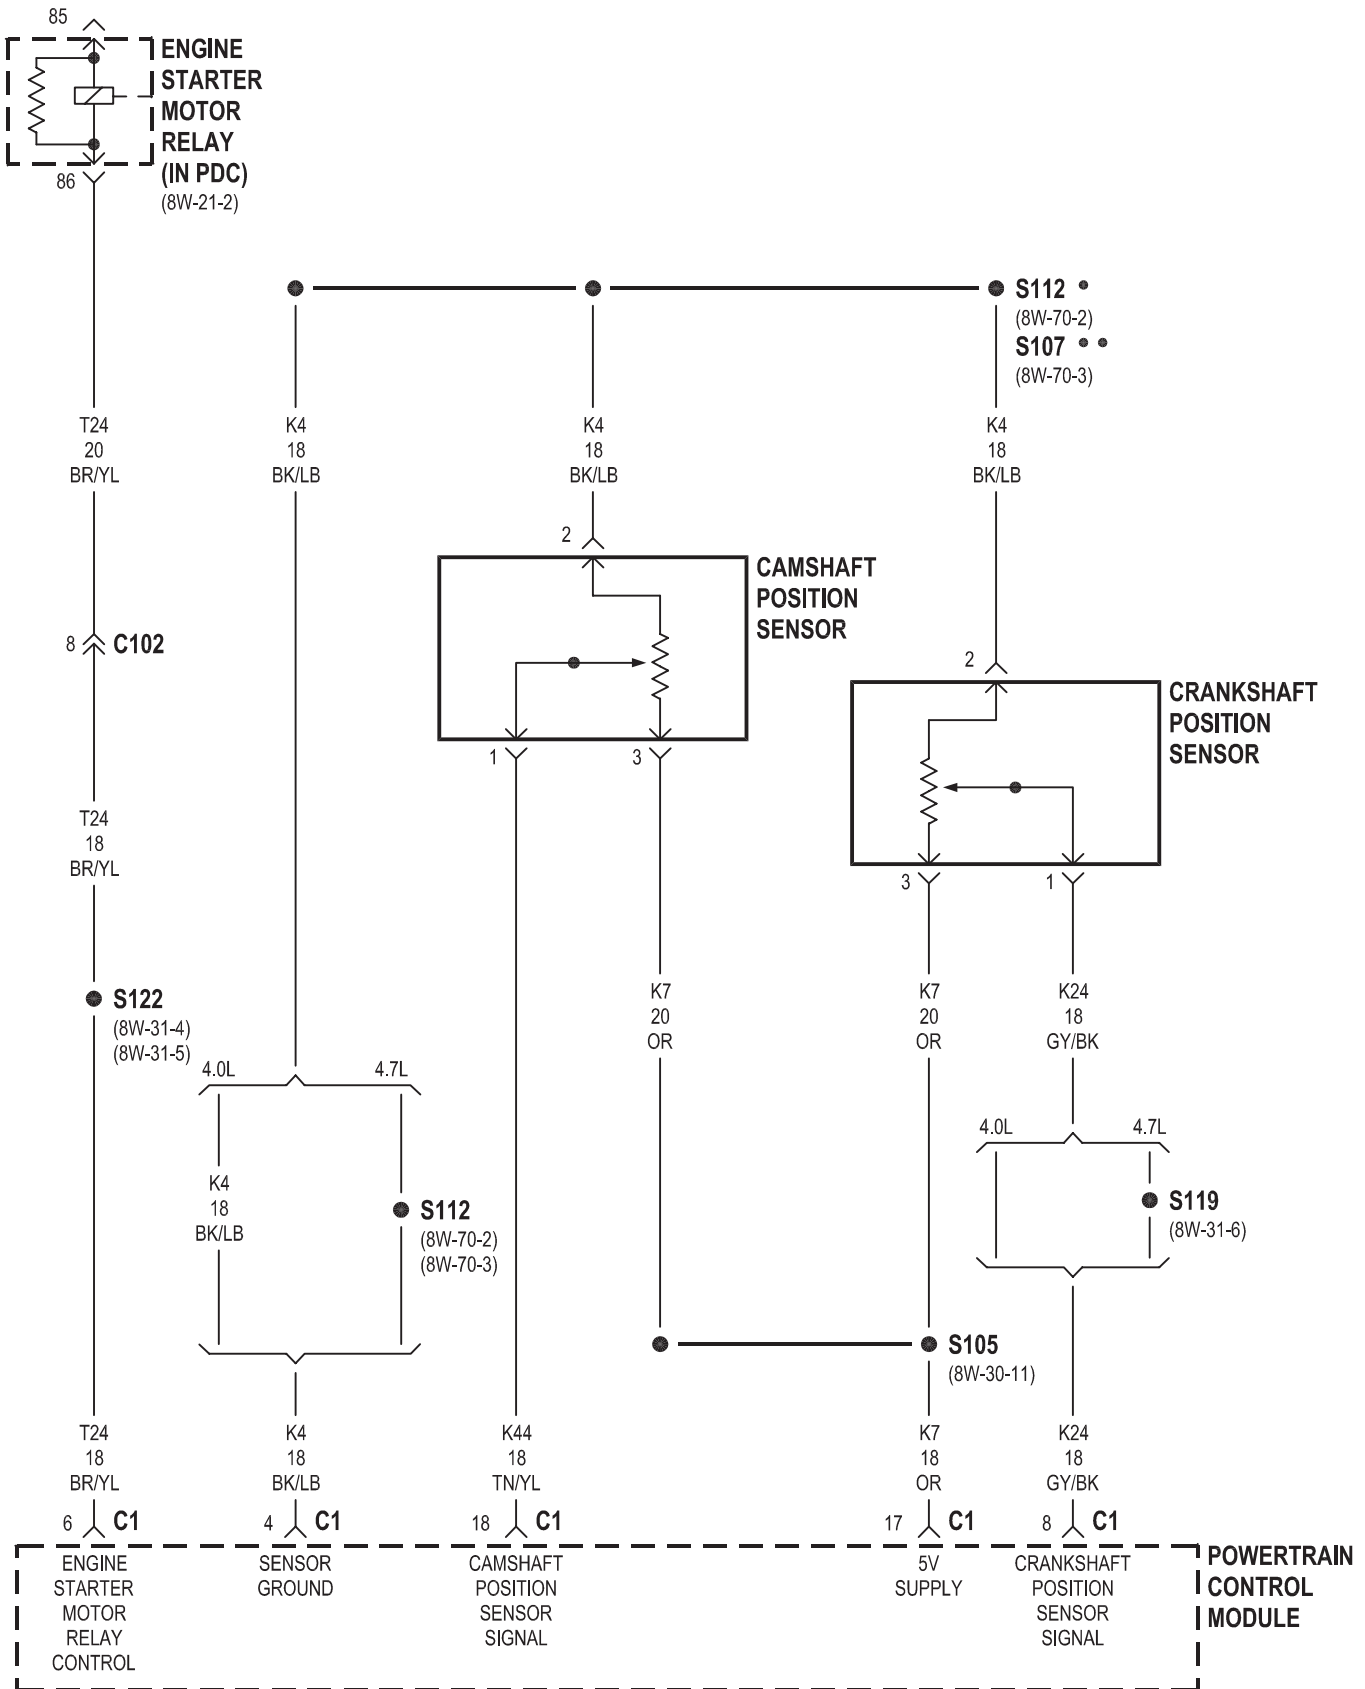 85
ENGINE
STARTER
MOTOR
RELAY
(IN PDC)
(8W-21-2)
86
S112 •
(8W-70-2)
S107 • •
(8W-70-3)
T24
20
BR/YL
K4
18
BK/LB
K4
18
BK/LB
K4
18
BK/LB
2
CAMSHAFT
POSITION
SENSOR
8
C102
2
CRANKSHAFT
POSITION
SENSOR
1
3
T24
18
BR/YL
3
1
K7
20
OR
K7
20
OR
K24
18
GY/BK
S122
(8W-31-4)
(8W-31-5)
4.0L
4.7L
4.0L
4.7L
K4
18
BK/LB
S112
(8W-70-2)
(8W-70-3)
S119
(8W-31-6)
S105
(8W-30-11)
T24
18
BR/YL
K4
18
BK/LB
K44
18
TN/YL
K7
18
OR
K24
18
GY/BK
6
C1
4
C1
18
C1
17
C1
8
C1
ENGINE
STARTER
MOTOR
RELAY
CONTROL
SENSOR
GROUND
CAMSHAFT
POSITION
SENSOR
SIGNAL
5V
SUPPLY
CRANKSHAFT
POSITION
SENSOR
SIGNAL
POWERTRAIN
CONTROL
MODULE